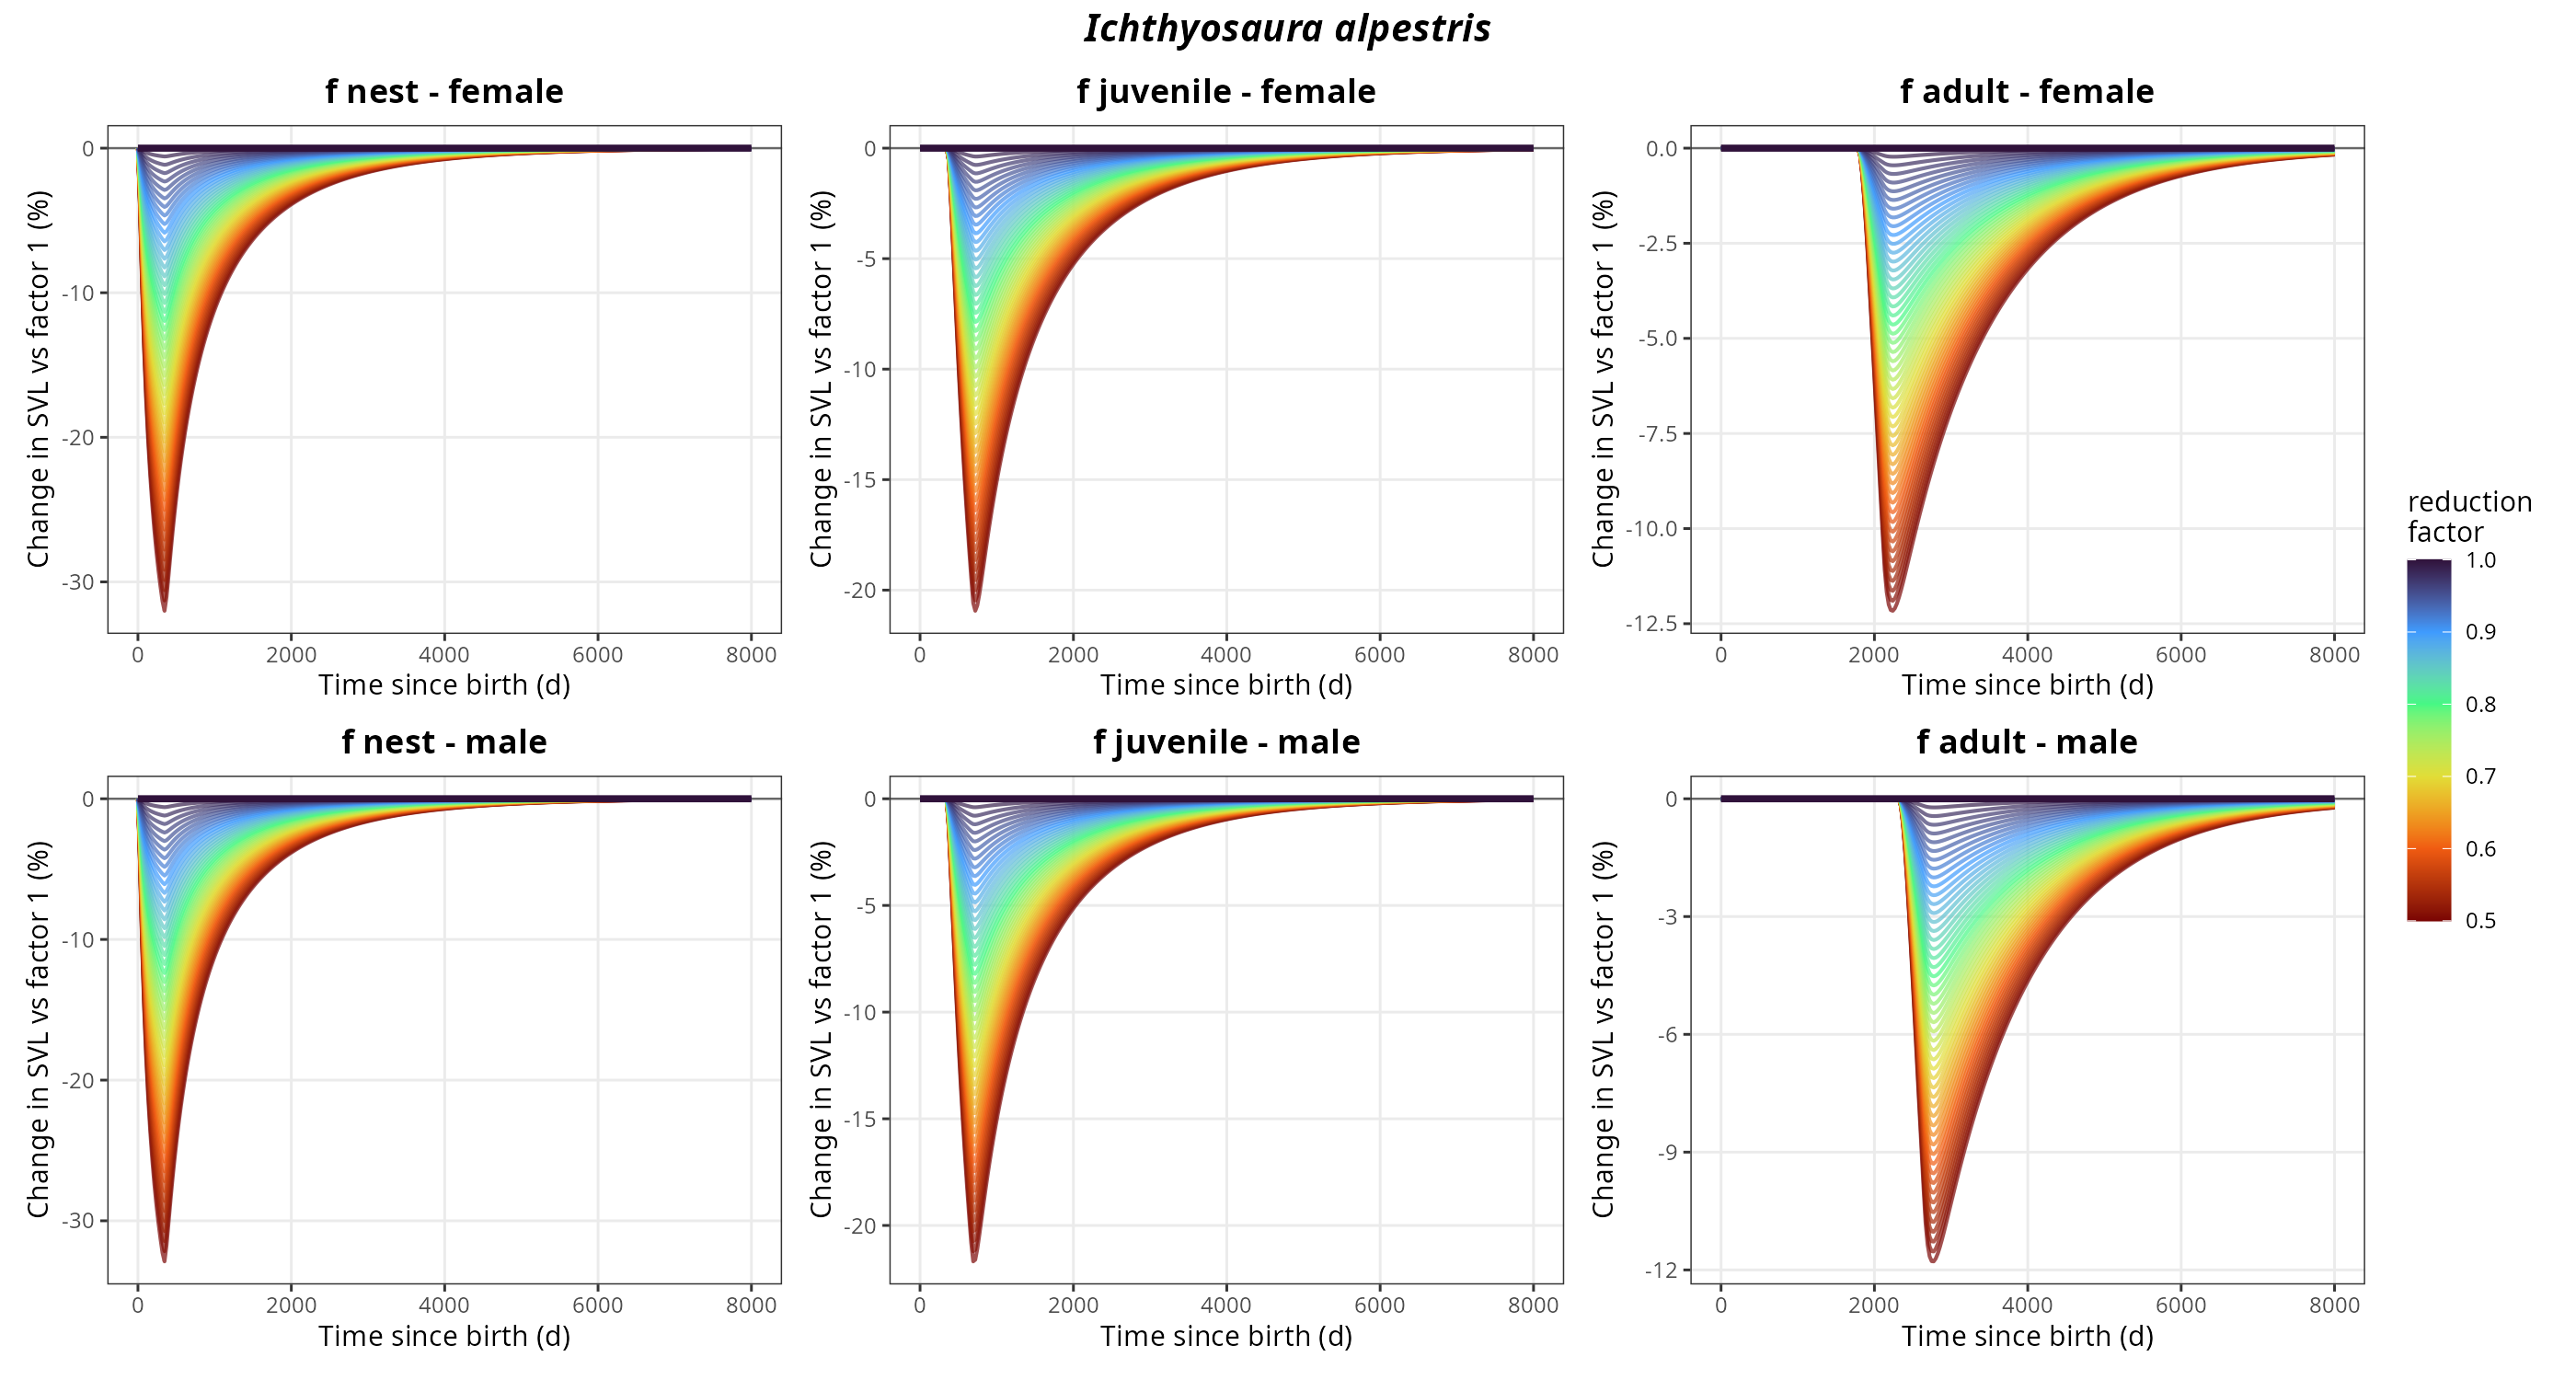 Ichthyosaura alpestris
f nest - female
f juvenile - female
f adult - female
Change in SVL vs factor 1 (%)
0
-10
-20
-30
0 2000 4000 6000 8000
Time since birth (d)
Change in SVL vs factor 1 (%)
0
-5
-10
-15
-20
0 2000 4000 6000 8000
Time since birth (d)
Change in SVL vs factor 1 (%)
0.0
-2.5
-5.0
-7.5
-10.0
-12.5
0 2000 4000 6000 8000
Time since birth (d)
reduction
factor
1.0
0.9
0.8
0.7
0.6
0.5
f nest - male
f juvenile - male
f adult - male
Change in SVL vs factor 1 (%)
0
-10
-20
-30
0 2000 4000 6000 8000
Time since birth (d)
Change in SVL vs factor 1 (%)
0
-5
-10
-15
-20
0 2000 4000 6000 8000
Time since birth (d)
Change in SVL vs factor 1 (%)
0
-3
-6
-9
-12
0 2000 4000 6000 8000
Time since birth (d)